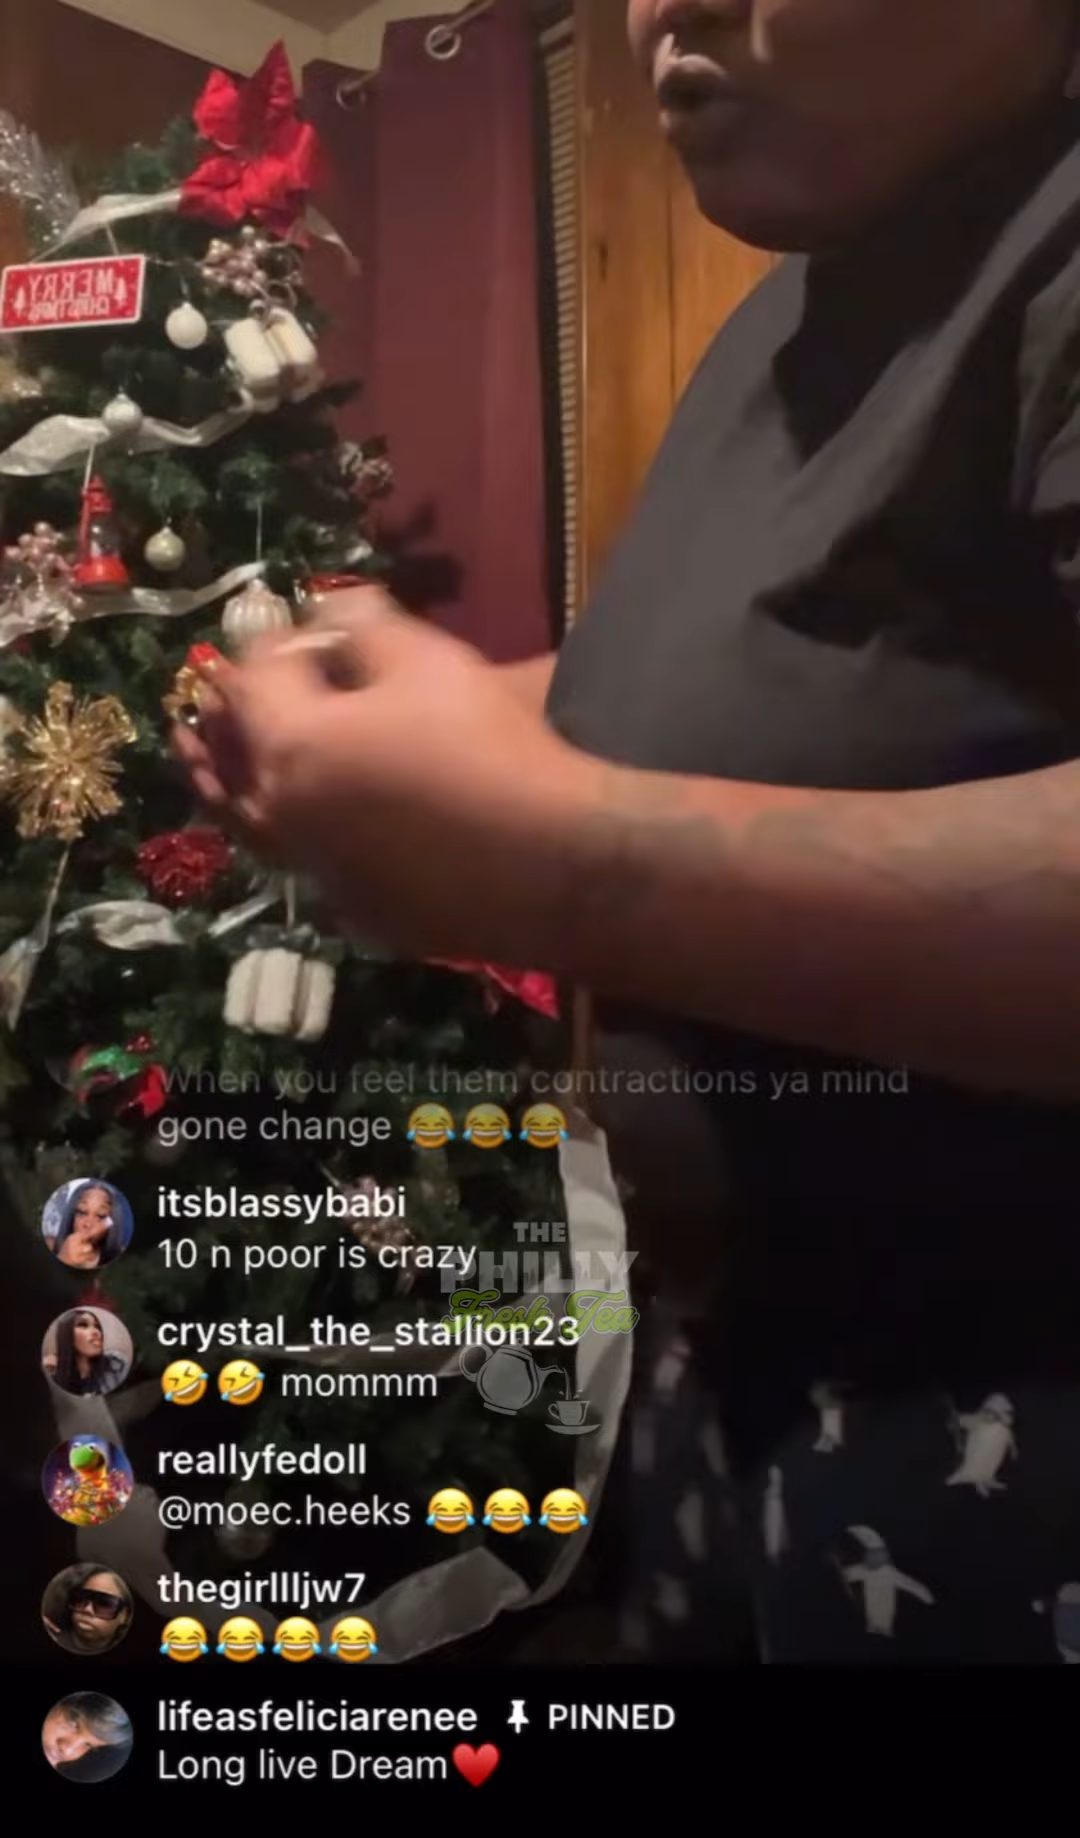 MERRY
CHRISTMAS
When you feel them contractions ya mind
gone change 😂😂😂
itsblassybabi
10 n poor is crazy
THE
PHILLY
Fresh Tea
crystal_the_stallion23
🤣🤣 mommm
reallyfedoll
@moec.heeks 😂😂😂
thegirllljw7
😂😂😂😂
lifeasfeliciarenee PINNED
Long live Dream❤️